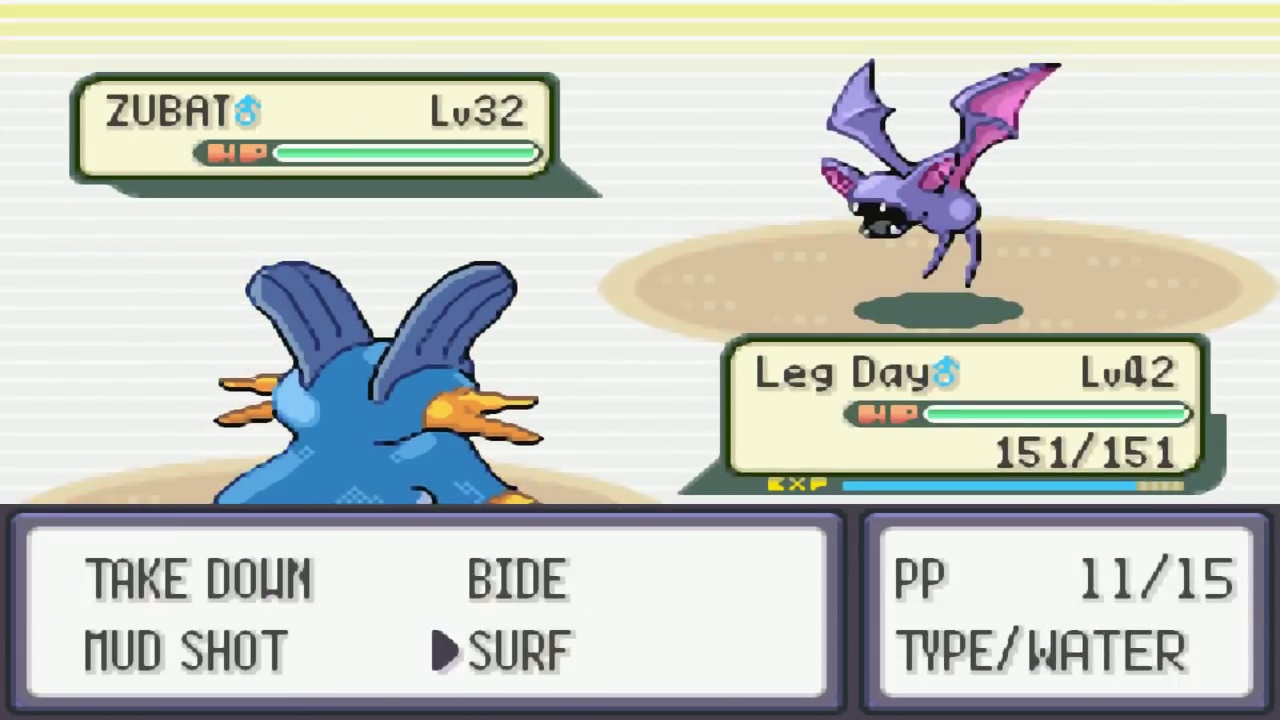 ZUBAT♂ Lv32
HP
Leg Day♂ Lv42
HP
151/151
EXP
TAKE DOWN BIDE
MUD SHOT ▶SURF
PP 11/15
TYPE/WATER